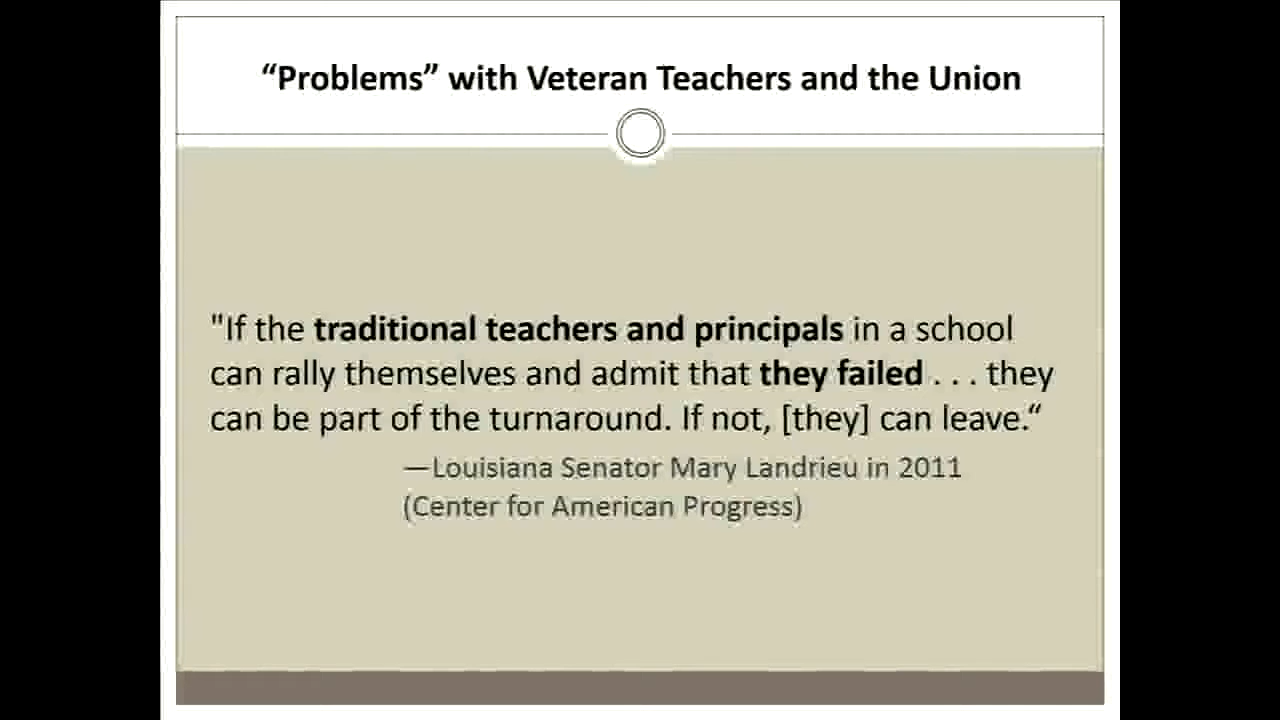 “Problems” with Veteran Teachers and the Union
"If the traditional teachers and principals in a school
can rally themselves and admit that they failed . . . they
can be part of the turnaround. If not, [they] can leave.“
—Louisiana Senator Mary Landrieu in 2011
(Center for American Progress)